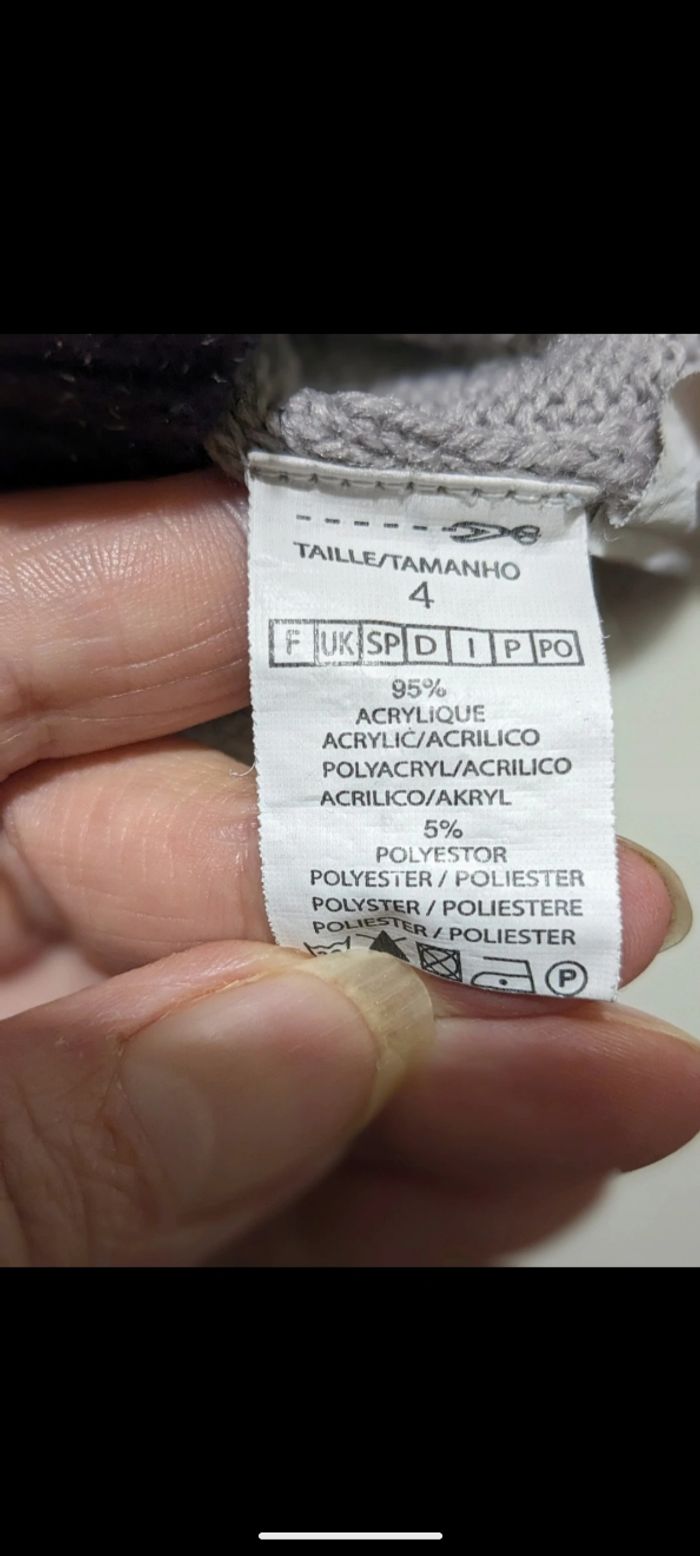 TAILLE/TAMANHO
4
F UK SP D I P PO
95%
ACRYLIQUE
ACRYLIC/ACRILICO
POLYACRYL/ACRILICO
ACRILICO/AKRYL
5%
POLYESTOR
POLYESTER / POLIESTER
POLYSTER / POLIESTERE
POLIESTER / POLIESTER
P